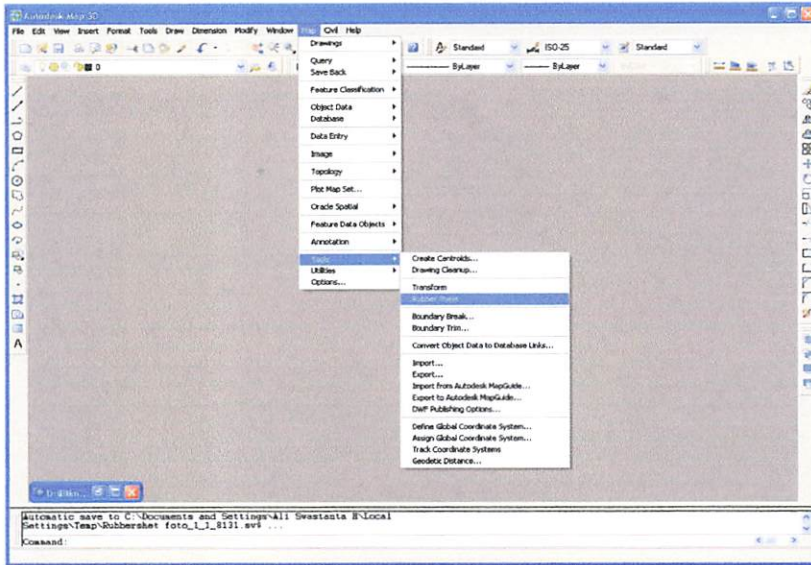 Autodesk Map 3D
File Edit View Insert Format Tools Draw Dimension Modify Window Map Civil Help
Standard ISO-25 Standard
0 ByLayer ByLayer
Drawings
Query
Save Back
Feature Classification
Object Data
Database
Data Entry
Image
Topology
Plot Map Set...
Oracle Spatial
Feature Data Objects
Annotation
Tools
Utilities
Options...
Create Centroids...
Drawing Cleanup...
Transform
Boundary Break...
Boundary Trim...
Convert Object Data to Database Links...
Import...
Export...
Import from Autodesk MapGuide...
Export to Autodesk MapGuide...
DWF Publishing Options...
Define Global Coordinate System...
Assign Global Coordinate System...
Track Coordinate Systems
Geodetic Distance...
A
Automatic save to C:\Documents and Settings\Ali Swastanta B\Local
Settings\Temp\Rubbershet foto_1_1_8131.sv$ ...
Command: